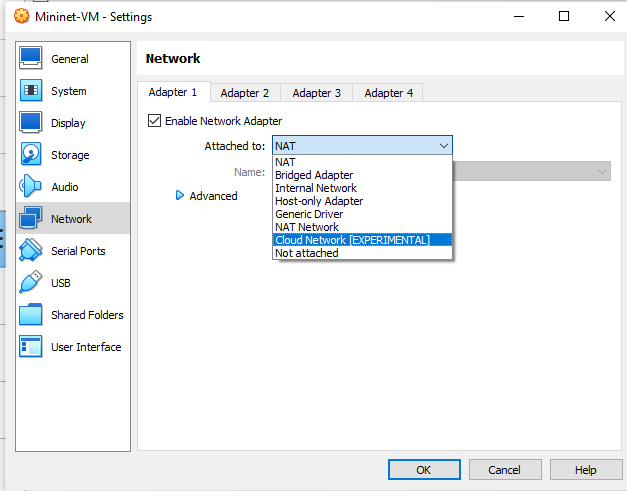 Mininet-VM - Settings
General
System
Display
Storage
Audio
Network
Serial Ports
USB
Shared Folders
User Interface
Network
Adapter 1
Adapter 2
Adapter 3
Adapter 4
Enable Network Adapter
Attached to:
NAT
Name:
Advanced
NAT
Bridged Adapter
Internal Network
Host-only Adapter
Generic Driver
NAT Network
Cloud Network [EXPERIMENTAL]
Not attached
OK
Cancel
Help